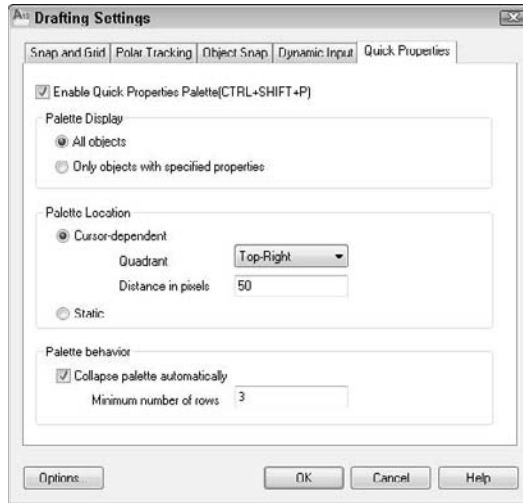 Drafting Settings
Snap and Grid Polar Tracking Object Snap Dynamic Input Quick Properties
Enable Quick Properties Palette(CTRL+SHIFT+P)
Palette Display
All objects
Only objects with specified properties
Palette Location
Cursor-dependent
Quadrant Top-Right
Distance in pixels 50
Static
Palette behavior
Collapse palette automatically
Minimum number of rows 3
Options... OK Cancel Help